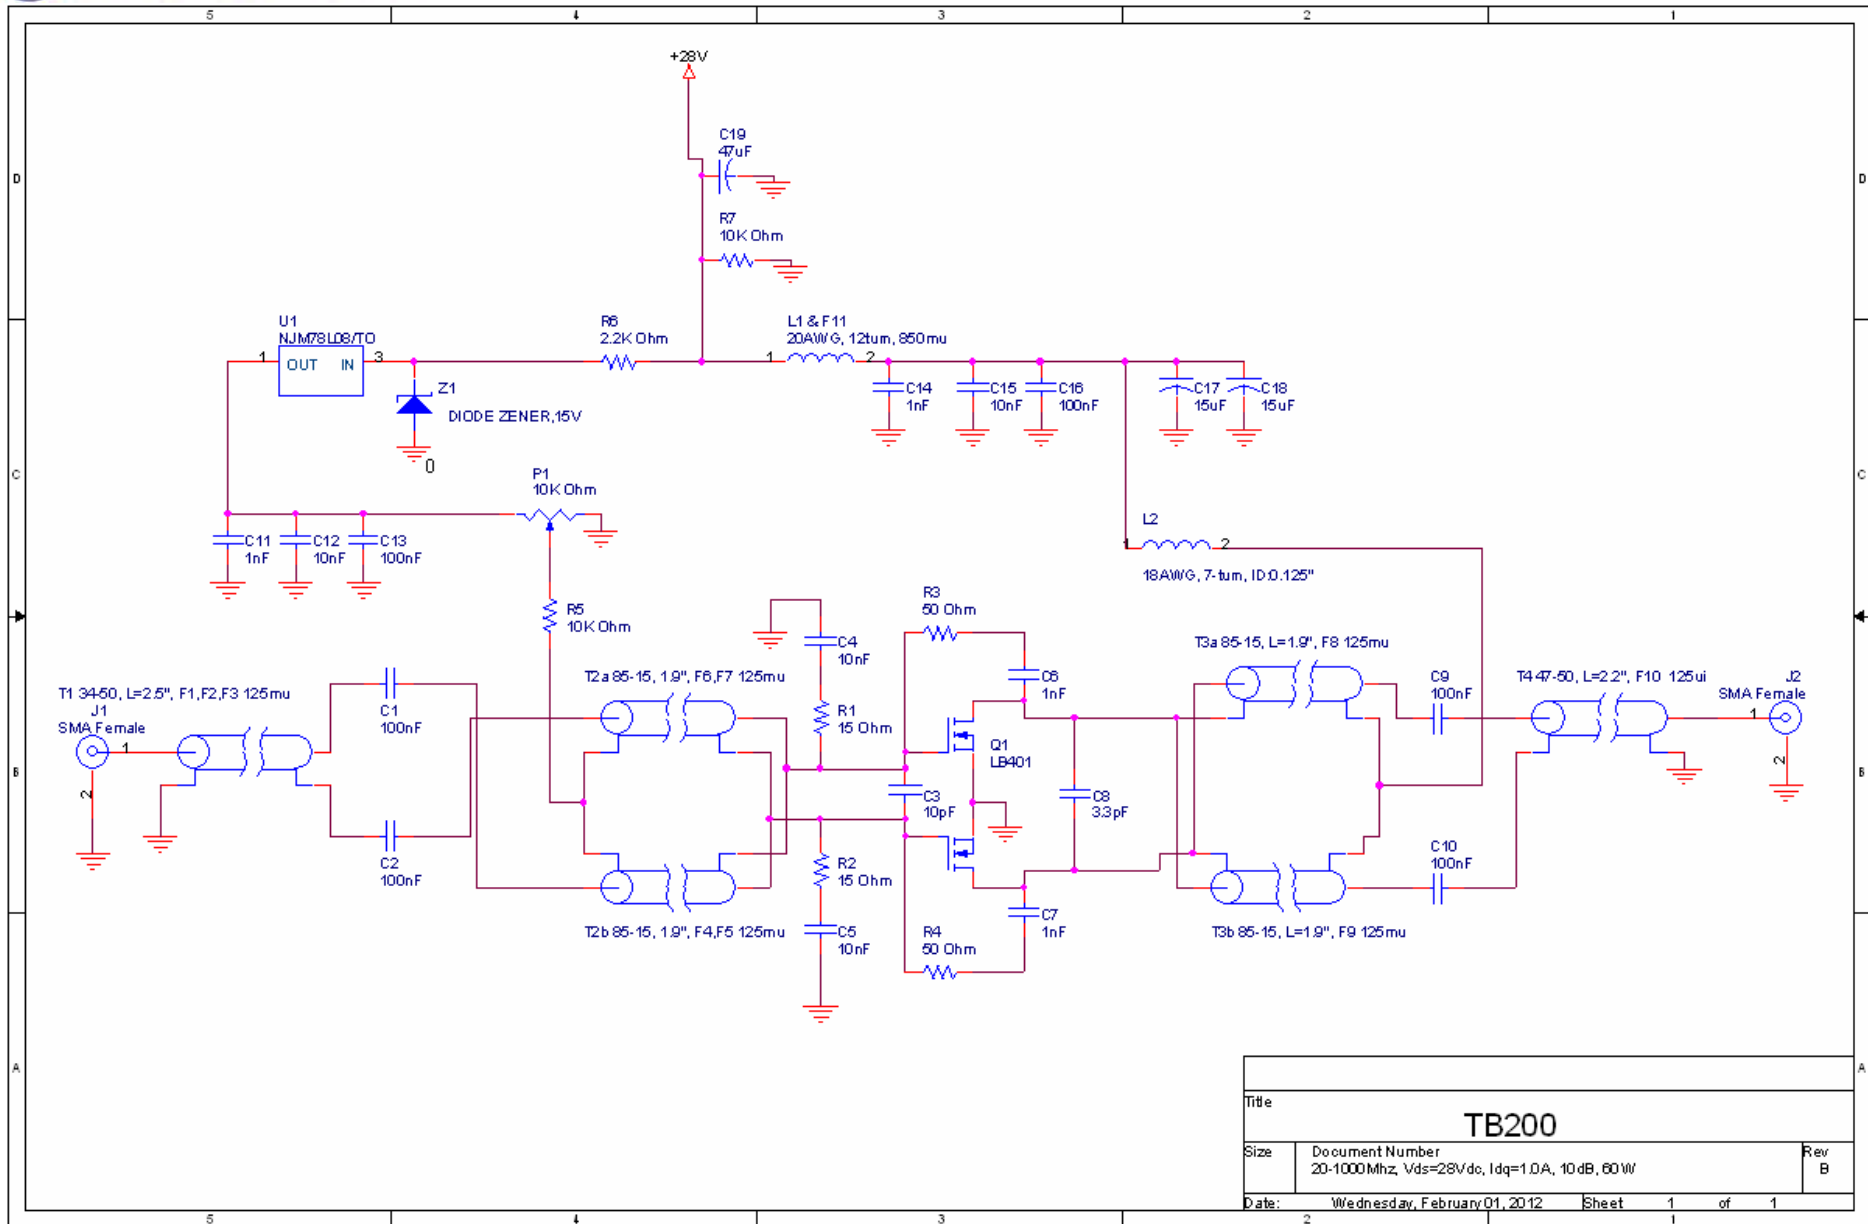 5 4 3 2 1
+28V
C19
47uF
D D
R7
10K Ohm
U1
NJM78L08/TO
R6
2.2K Ohm
L1 & F11
20AWG, 12turn, 850mu
1 OUT IN 3
1 2
Z1
DIODE ZENER,15V
0
C14
1nF
C15
10nF
C16
100nF
C17
15uF
C18
15uF
C C
P1
10K Ohm
C11
1nF
C12
10nF
C13
100nF
L2
1 2
18AWG, 7-turn, ID:0.125"
R5
10K Ohm
R3
50 Ohm
C4
10nF
T3a 85-15, L=1.9", F8 125mu
T1 34-50, L=2.5", F1,F2,F3 125mu
J1
SMA Female
1
2
C1
100nF
T2a 85-15, 1.9", F6,F7 125mu
R1
15 Ohm
C6
1nF
C9
100nF
T4 47-50, L=2.2", F10 125ui
J2
SMA Female
1
2
Q1
LB401
B B
C3
10pF
C8
3.3pF
C2
100nF
R2
15 Ohm
C10
100nF
T2b 85-15, 1.9", F4,F5 125mu
C5
10nF
R4
50 Ohm
C7
1nF
T3b 85-15, L=1.9", F9 125mu
A A
Title
TB200
Size Document Number Rev
20-1000Mhz, Vds=28Vdc, Idq=1.0A, 10dB, 60W B
Date: Wednesday, February 01, 2012 Sheet 1 of 1
5 4 3 2 1